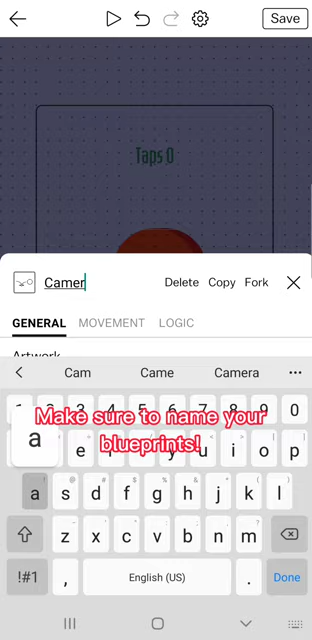 Save
Taps 0
Camer
Delete Copy Fork
GENERAL MOVEMENT LOGIC
Artwork
Cam Came Camera
Make sure to name your
blueprints!
1 2 3 4 5 6 7 8 9 0
a e r t y u i o p
a s d f g h j k l
z x c v b n m
!#1 , English (US) . Done